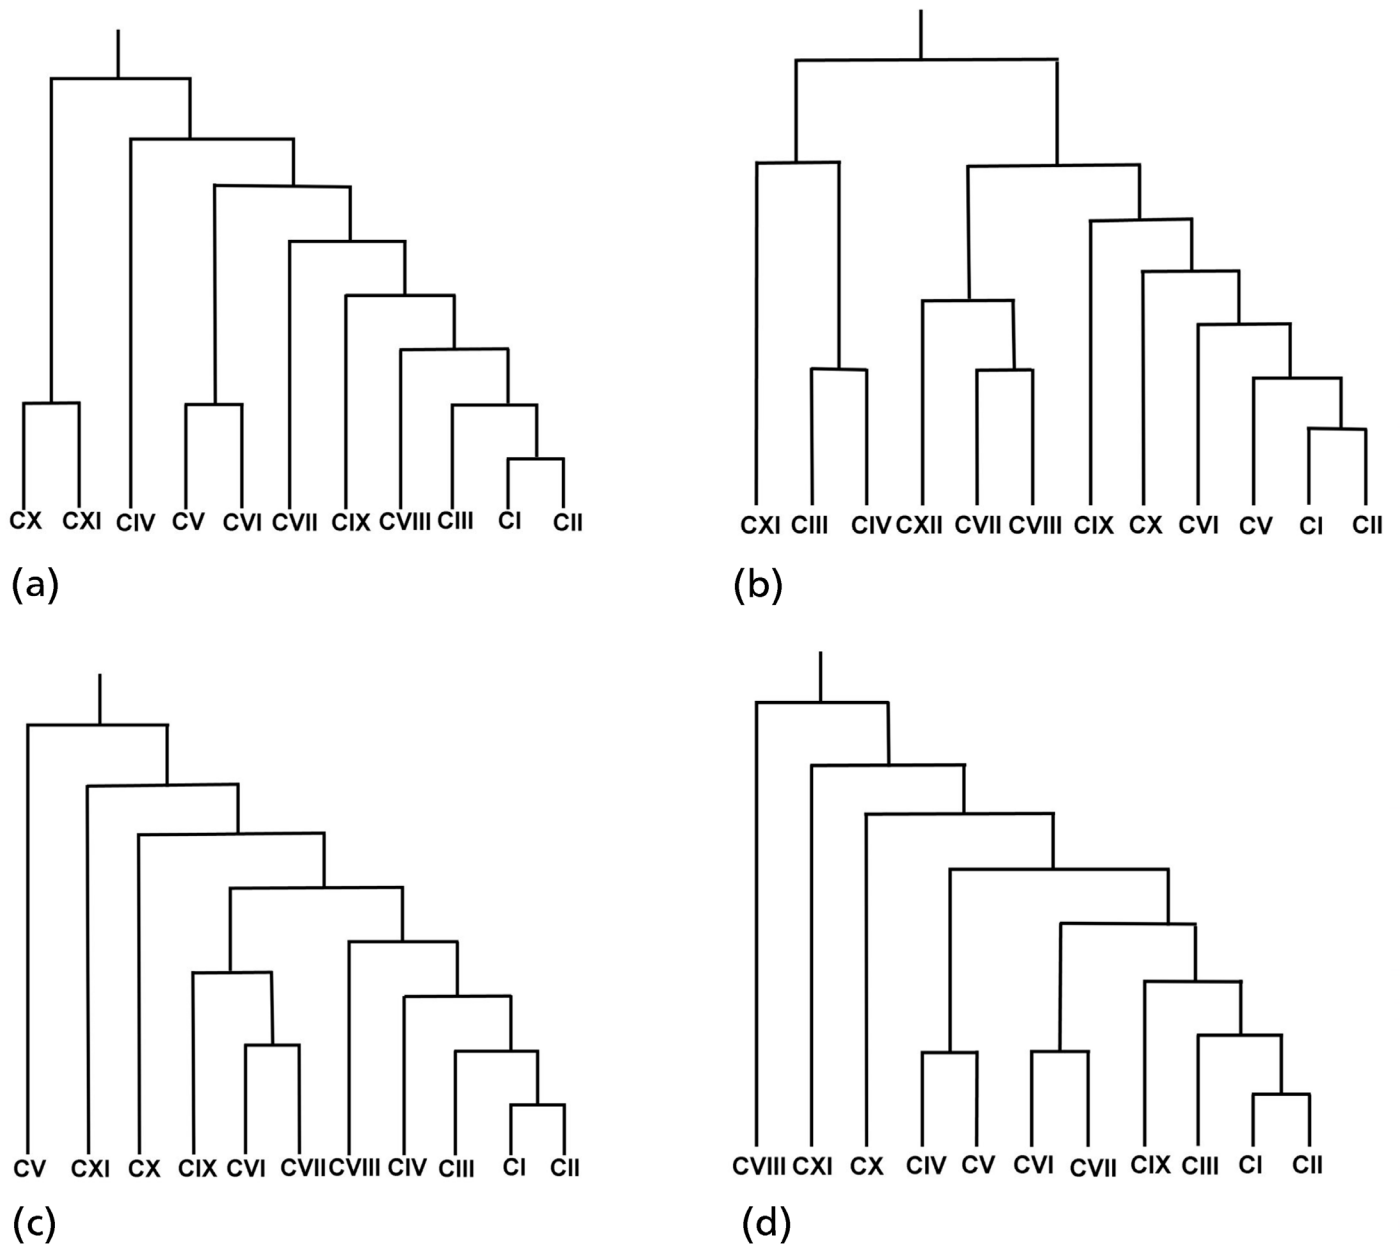 CX CXI CIV CV CVI CVII CIX CVIII CIII CI CII
(a)
CXI CIII CIV CXII CVII CVIII CIX CX CVI CV CI CII
(b)
CV CXI CX CIX CVI CVII CVIII CIV CIII CI CII
(c)
CVIII CXI CX CIV CV CVI CVII CIX CIII CI CII
(d)